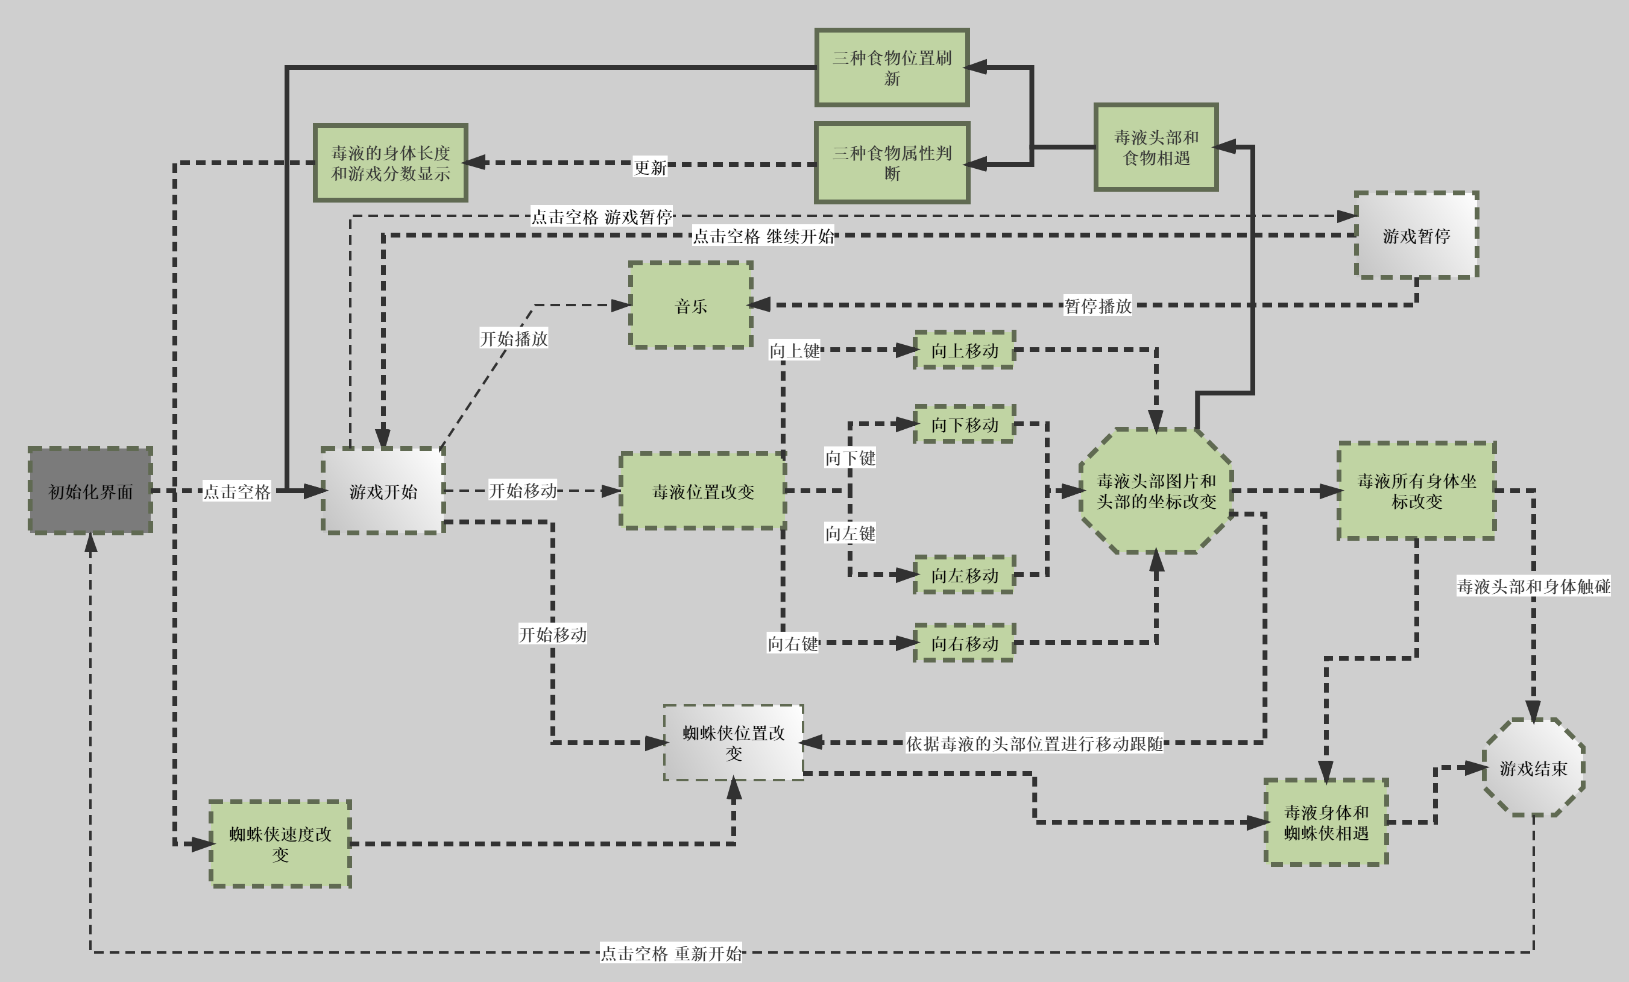 三种食物位置刷
新
毒液的身体长度
和游戏分数显示
更新
三种食物属性判
断
毒液头部和
食物相遇
点击空格 游戏暂停
点击空格 继续开始
游戏暂停
音乐
暂停播放
开始播放
向上键
向上移动
向下移动
向下键
初始化界面
点击空格
游戏开始
开始移动
毒液位置改变
毒液头部图片和
头部的坐标改变
毒液所有身体坐
标改变
向左键
向左移动
毒液头部和身体触碰
开始移动
向右键
向右移动
蜘蛛侠位置改
变
依据毒液的头部位置进行移动跟随
游戏结束
蜘蛛侠速度改
变
毒液身体和
蜘蛛侠相遇
点击空格 重新开始